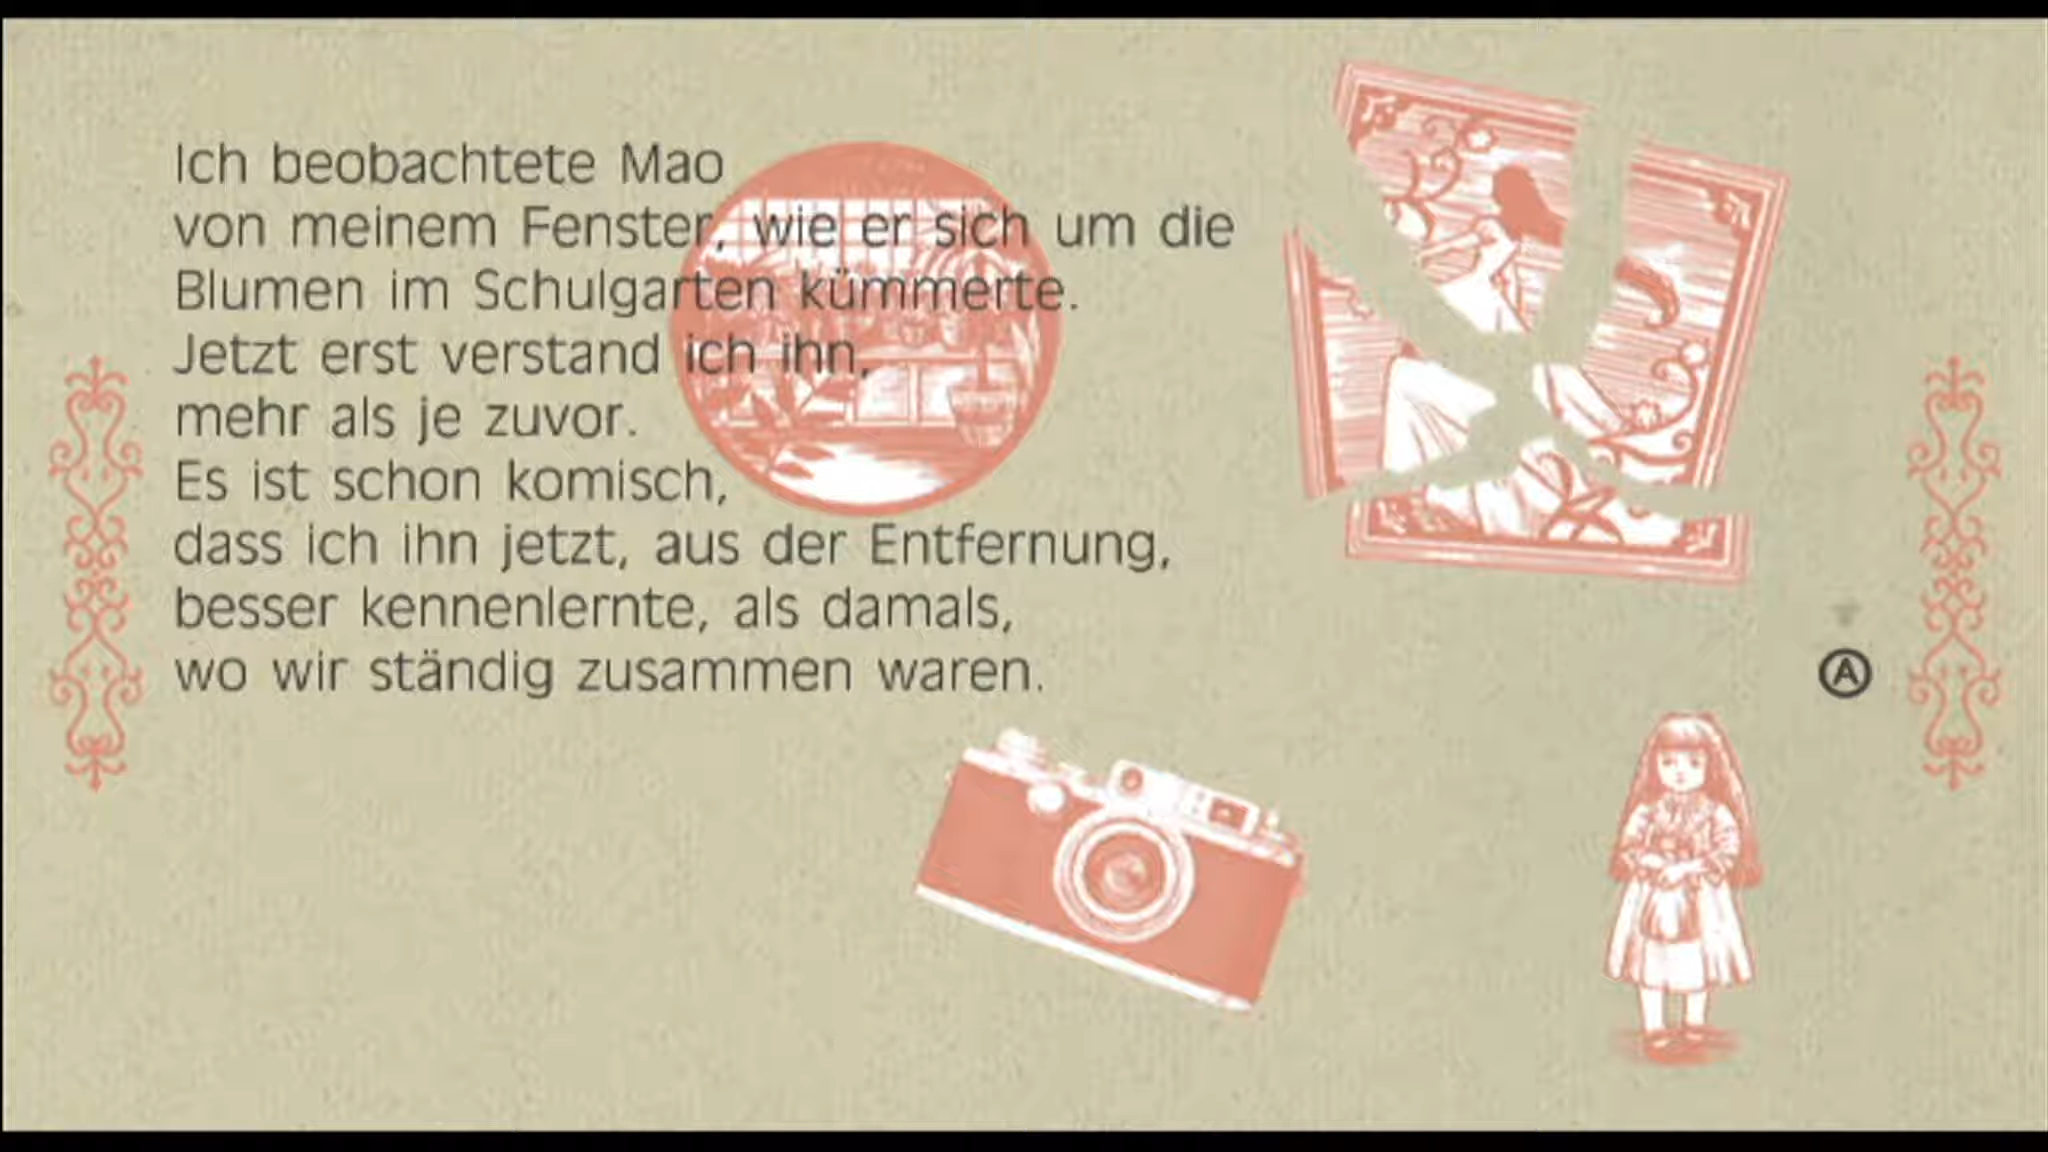 Ich beobachtete Mao
von meinem Fenster, wie er sich um die
Blumen im Schulgarten kümmerte.
Jetzt erst verstand ich ihn,
mehr als je zuvor.
Es ist schon komisch,
dass ich ihn jetzt, aus der Entfernung,
besser kennenlernte, als damals,
wo wir ständig zusammen waren.
A